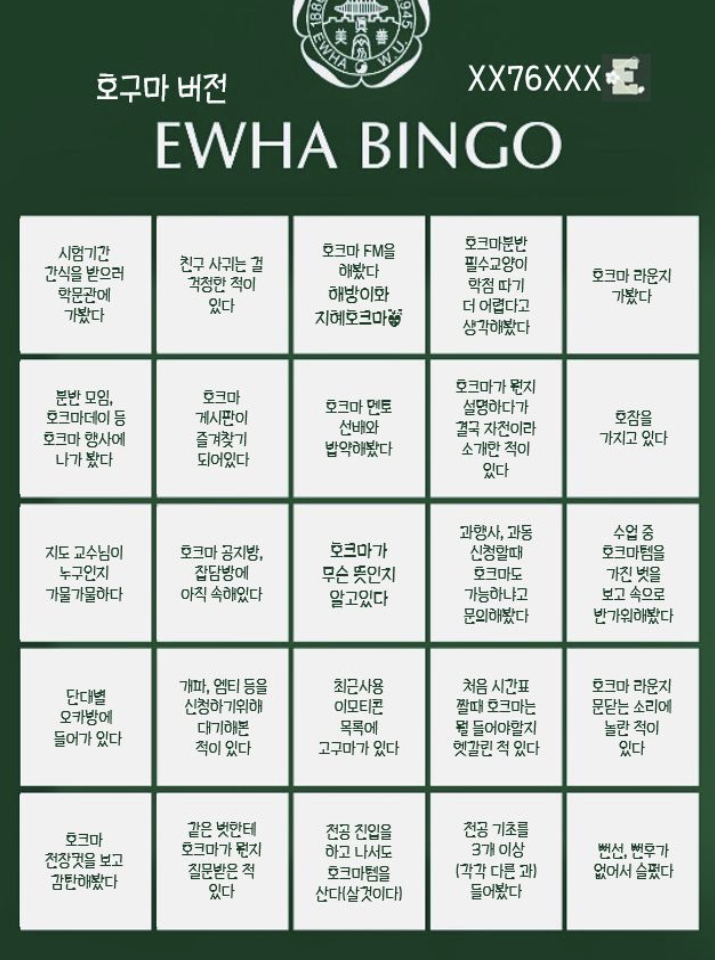 1886
1945
美 善
EWHA W.U.
호구마 버전
XX76XXX E
EWHA BINGO
시험기간
간식을 받으러
학문관에
가봤다
친구 사귀는 걸
걱정한 적이
있다
호크마 FM을
해봤다
해방이화
지혜호크마
호크마분반
필수교양이
학점 따기
더 어렵다고
생각해봤다
호크마 라운지
가봤다
분반 모임,
호크마데이 등
호크마 행사에
나가 봤다
호크마
게시판이
즐겨찾기
되어있다
호크마 멘토
선배와
밥약해봤다
호크마가 뭔지
설명하다가
결국 자전이라
소개한 적이
있다
호잠을
가지고 있다
지도 교수님이
누구인지
가물가물하다
호크마 공지방,
잡담방에
아직 속해있다
호크마가
무슨 뜻인지
알고있다
과행사, 과동
신청할때
호크마도
가능하냐고
문의해봤다
수업 중
호크마템을
가진 벗을
보고 속으로
반가워해봤다
단대별
오카방에
들어가 있다
개파, 엠티 등을
신청하기위해
대기해본
적이 있다
최근사용
이모티콘
목록에
고구마가 있다
처음 시간표
짤때 호크마는
뭘 들어야할지
헷갈린 적 있다
호크마 라운지
문닫는 소리에
놀란 적이
있다
호크마
천장컷을 보고
감탄해봤다
같은 벗한테
호크마가 뭔지
질문받은 적
있다
전공 진입을
하고 나서도
호크마템을
산다(살것이다)
전공 기초를
3개 이상
(각각 다른 과)
들어봤다
뻔선, 뻔후가
없어서 슬펐다